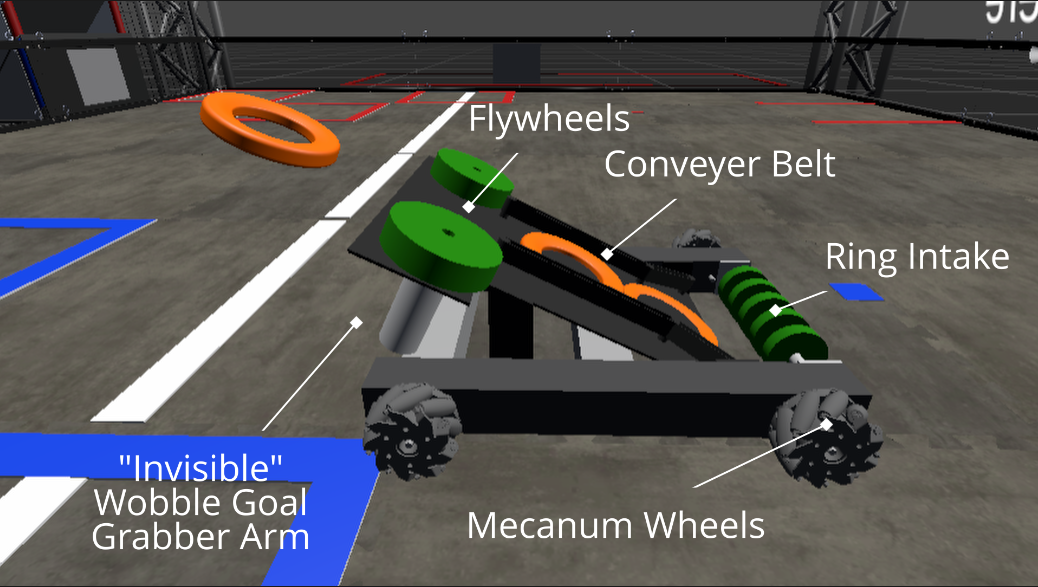 Flywheels
Conveyer Belt
Ring Intake
"Invisible"
Wobble Goal
Grabber Arm
Mecanum Wheels